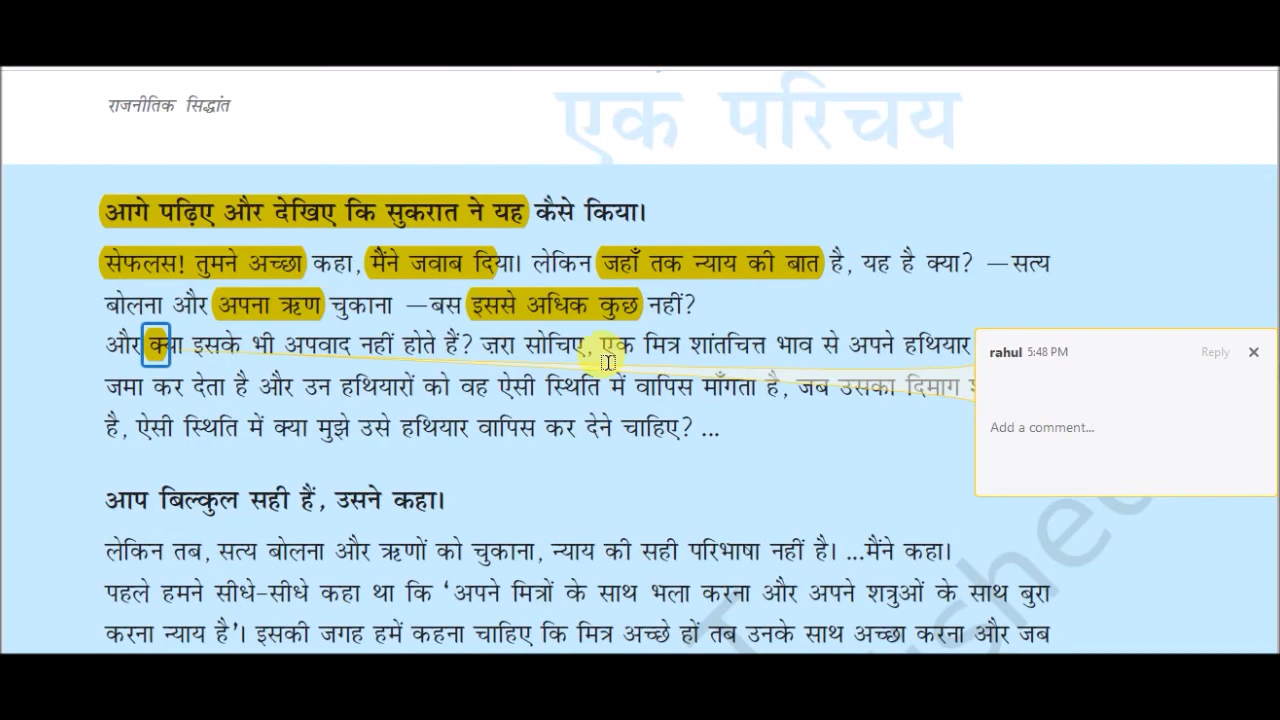 एक परिचय
राजनीतिक सिद्धांत
आगे पढ़िए और देखिए कि सुकरात ने यह कैसे किया।
सेफलस! तुमने अच्छा कहा, मैंने जवाब दिया। लेकिन जहाँ तक न्याय की बात है, यह है क्या? —सत्य
बोलना और अपना ऋण चुकाना —बस इससे अधिक कुछ नहीं?
और क्या इसके भी अपवाद नहीं होते हैं? ज़रा सोचिए, एक मित्र शांतचित्त भाव से अपने हथियार
जमा कर देता है और उन हथियारों को वह ऐसी स्थिति में वापिस माँगता है, जब उसका दिमाग
है, ऐसी स्थिति में क्या मुझे उसे हथियार वापिस कर देने चाहिए? ...
rahul 5:48 PM
Reply
Add a comment...
आप बिल्कुल सही हैं, उसने कहा।
लेकिन तब, सत्य बोलना और ऋणों को चुकाना, न्याय की सही परिभाषा नहीं है। ...मैंने कहा।
पहले हमने सीधे-सीधे कहा था कि ‘अपने मित्रों के साथ भला करना और अपने शत्रुओं के साथ बुरा
करना न्याय है’। इसकी जगह हमें कहना चाहिए कि मित्र अच्छे हों तब उनके साथ अच्छा करना और जब